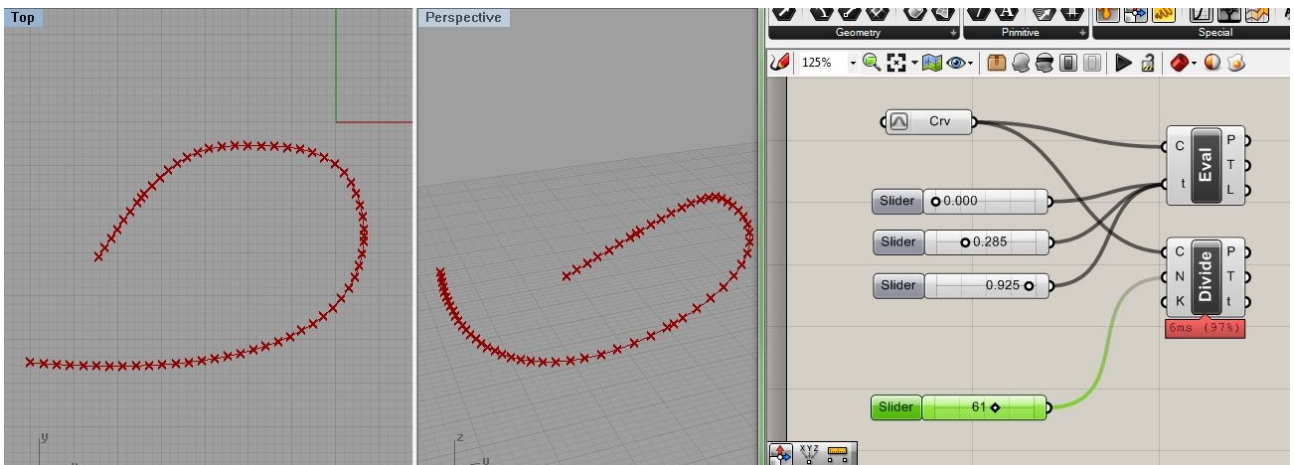 Top
Perspective
Geometry
Primitive
Special
125%
Crv
C
t
Eval
P
T
L
Slider
0.000
Slider
0.285
Slider
0.925
C
N
K
Divide
P
T
t
6ms (97%)
Slider
61
y
z
X Y Z